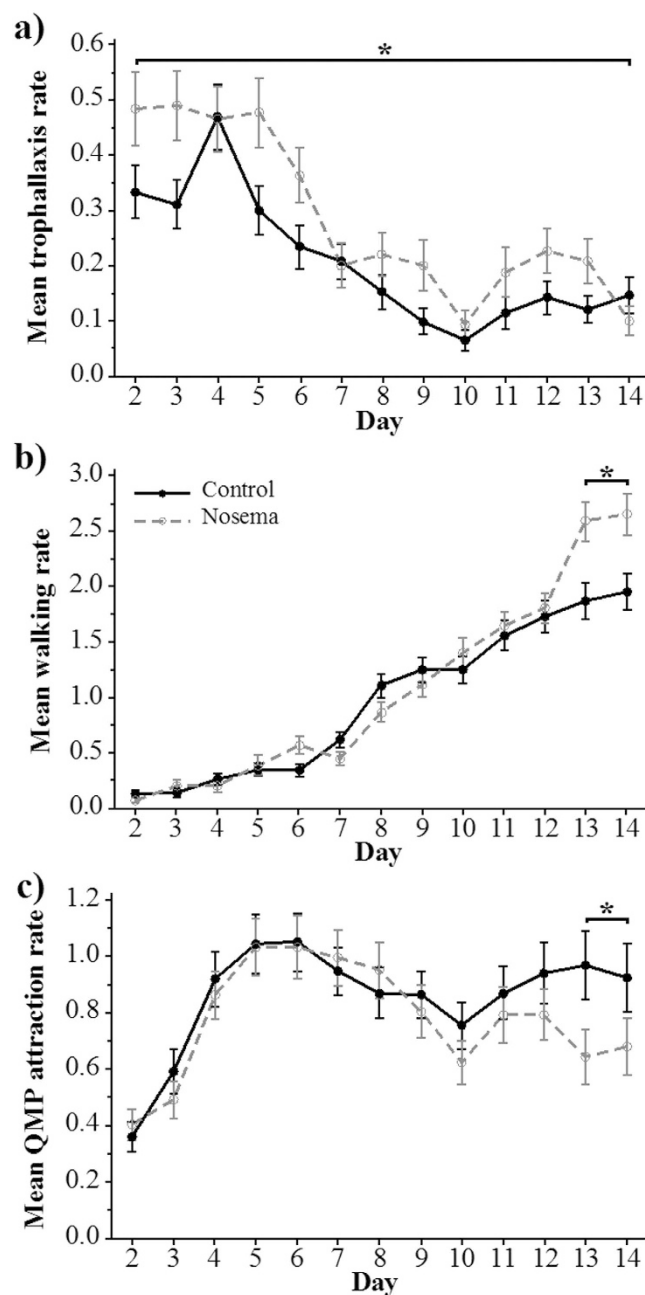 a)
*
Mean trophallaxis rate
0.6
0.5
0.4
0.3
0.2
0.1
0.0
2 3 4 5 6 7 8 9 10 11 12 13 14
Day
b)
*
Control
Nosema
Mean walking rate
3.0
2.5
2.0
1.5
1.0
0.5
0.0
2 3 4 5 6 7 8 9 10 11 12 13 14
Day
c)
*
Mean QMP attraction rate
1.2
1.0
0.8
0.6
0.4
0.2
0.0
2 3 4 5 6 7 8 9 10 11 12 13 14
Day